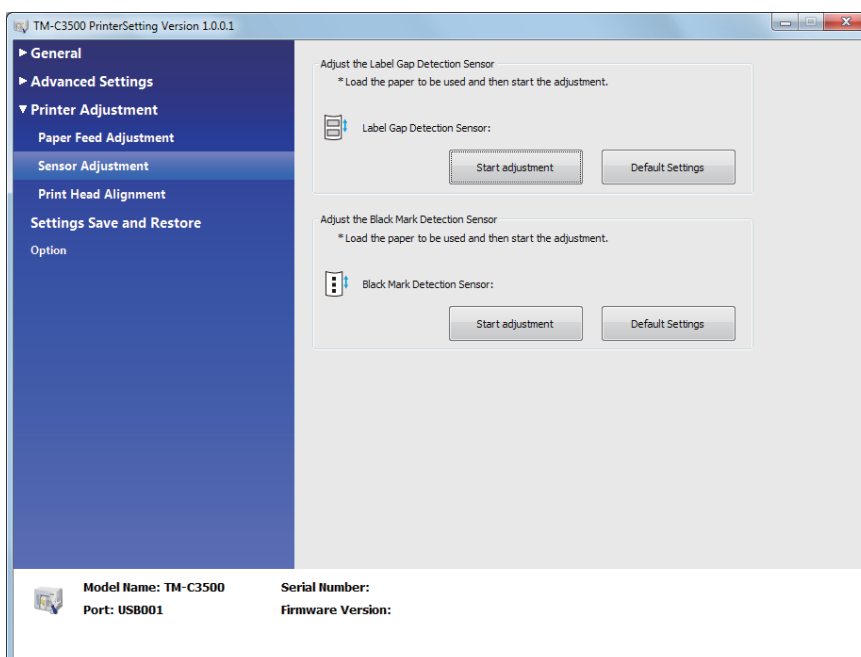 TM-C3500 PrinterSetting Version 1.0.0.1
General
Advanced Settings
Printer Adjustment
Paper Feed Adjustment
Sensor Adjustment
Print Head Alignment
Settings Save and Restore
Option
Adjust the Label Gap Detection Sensor
*Load the paper to be used and then start the adjustment.
Label Gap Detection Sensor:
Start adjustment Default Settings
Adjust the Black Mark Detection Sensor
*Load the paper to be used and then start the adjustment.
Black Mark Detection Sensor:
Start adjustment Default Settings
Model Name: TM-C3500 Serial Number:
Port: USB001 Firmware Version: